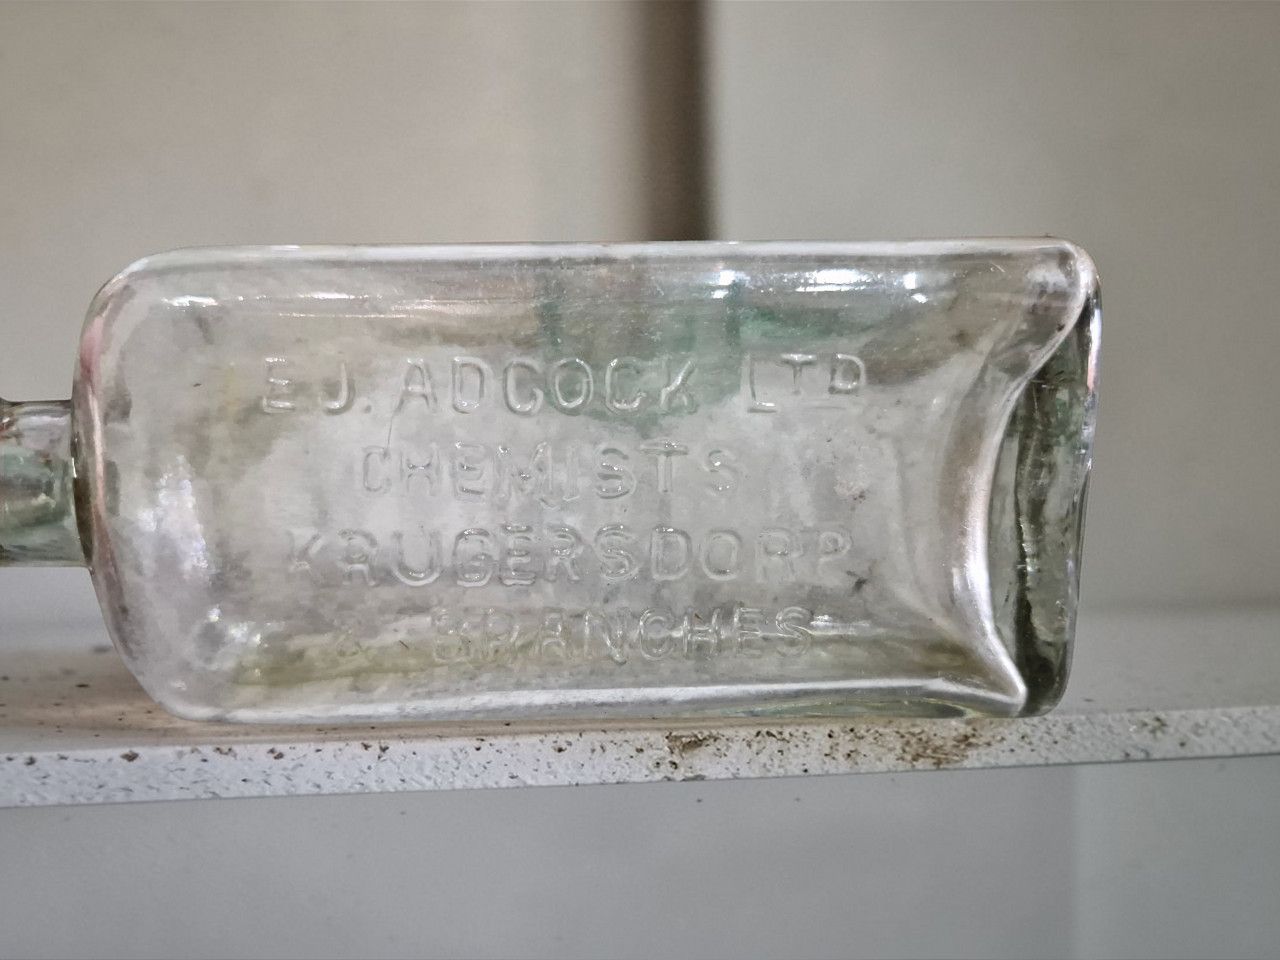 E.J. ADCOCK LTD
CHEMISTS
KRUGERSDORP
& BRANCHES